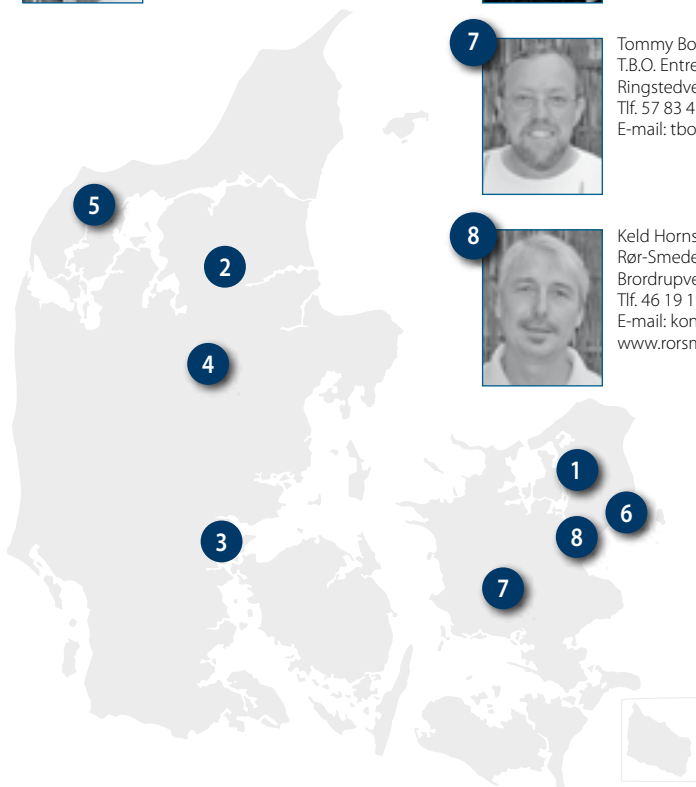 7
Tommy Bo
T.B.O. Entre
Ringstedve
Tlf. 57 83 4
E-mail: tbo
8
Keld Horns
Rør-Smede
Brordrupve
Tlf. 46 19 1
E-mail: kon
www.rorsm
5
2
4
3
1
6
8
7